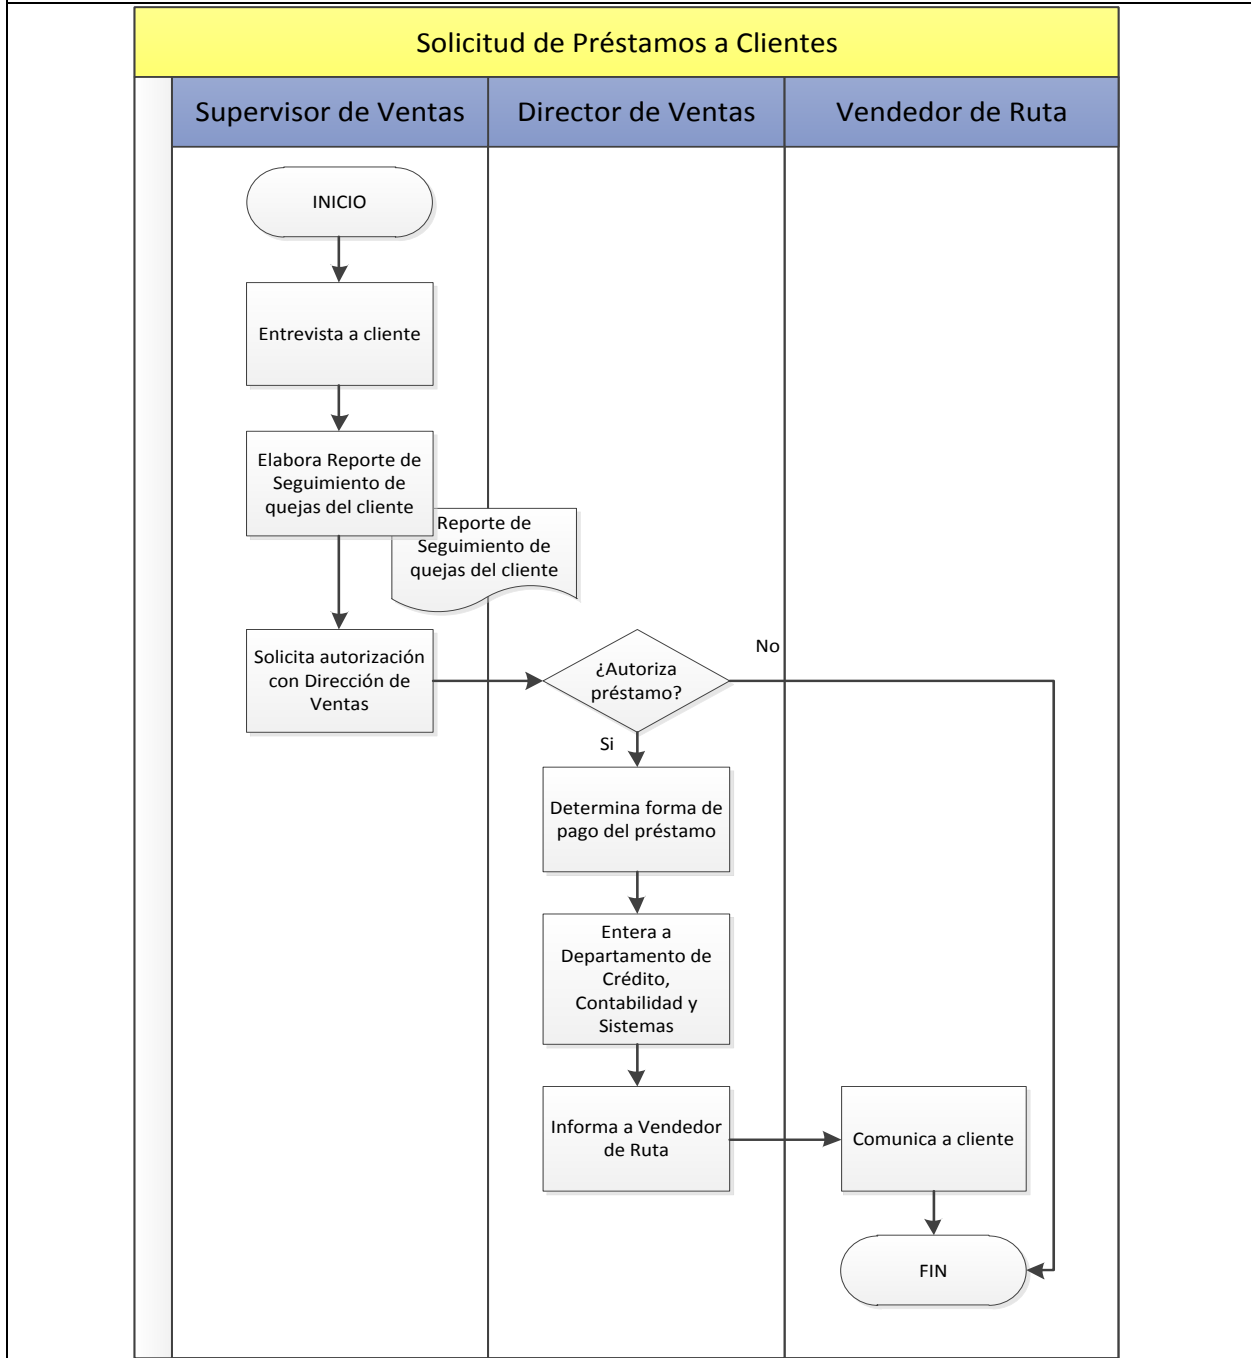 Solicitud de Préstamos a Clientes
Supervisor de Ventas
Director de Ventas
Vendedor de Ruta
INICIO
Entrevista a cliente
Elabora Reporte de
Seguimiento de
quejas del cliente
Reporte de
Seguimiento de
quejas del cliente
Solicita autorización
con Dirección de
Ventas
¿Autoriza
préstamo?
No
Si
Determina forma de
pago del préstamo
Entera a
Departamento de
Crédito,
Contabilidad y
Sistemas
Informa a Vendedor
de Ruta
Comunica a cliente
FIN